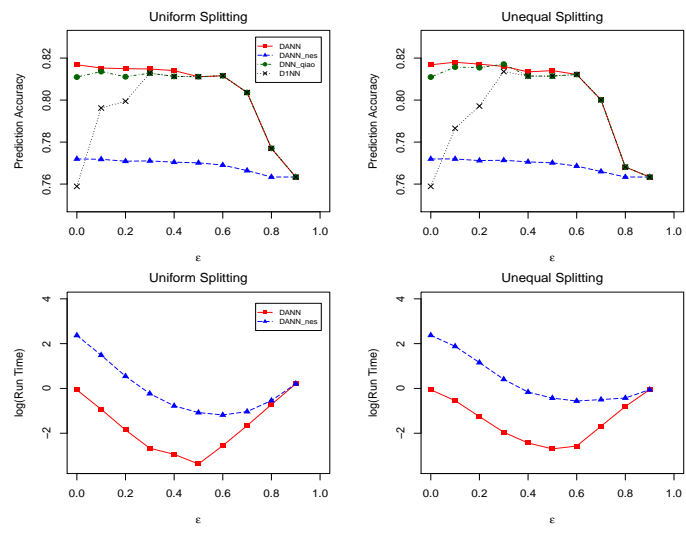 Uniform Splitting
Prediction Accuracy
0.76 0.78 0.80 0.82
DANN
DANN_nes
DNN_qiao
D1NN
0.0 0.2 0.4 0.6 0.8 1.0
ε
Unequal Splitting
Prediction Accuracy
0.76 0.78 0.80 0.82
0.0 0.2 0.4 0.6 0.8 1.0
ε
Uniform Splitting
log(Run Time)
−2 0 2 4
DANN
DANN_nes
0.0 0.2 0.4 0.6 0.8 1.0
ε
Unequal Splitting
log(Run Time)
−2 0 2 4
0.0 0.2 0.4 0.6 0.8 1.0
ε